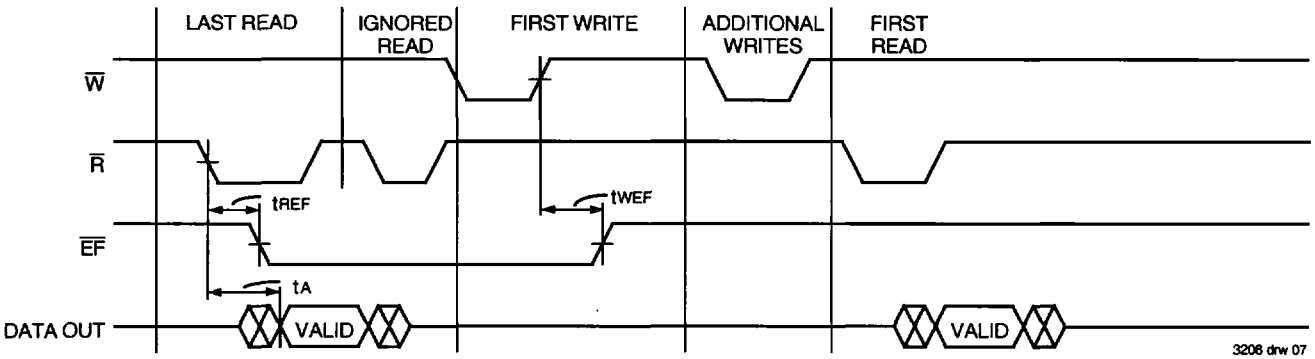 LAST READ
IGNORED
READ
FIRST WRITE
ADDITIONAL
WRITES
FIRST
READ
W
R
tREF
tWEF
EF
tA
DATA OUT
VALID
VALID
3206 drw 07